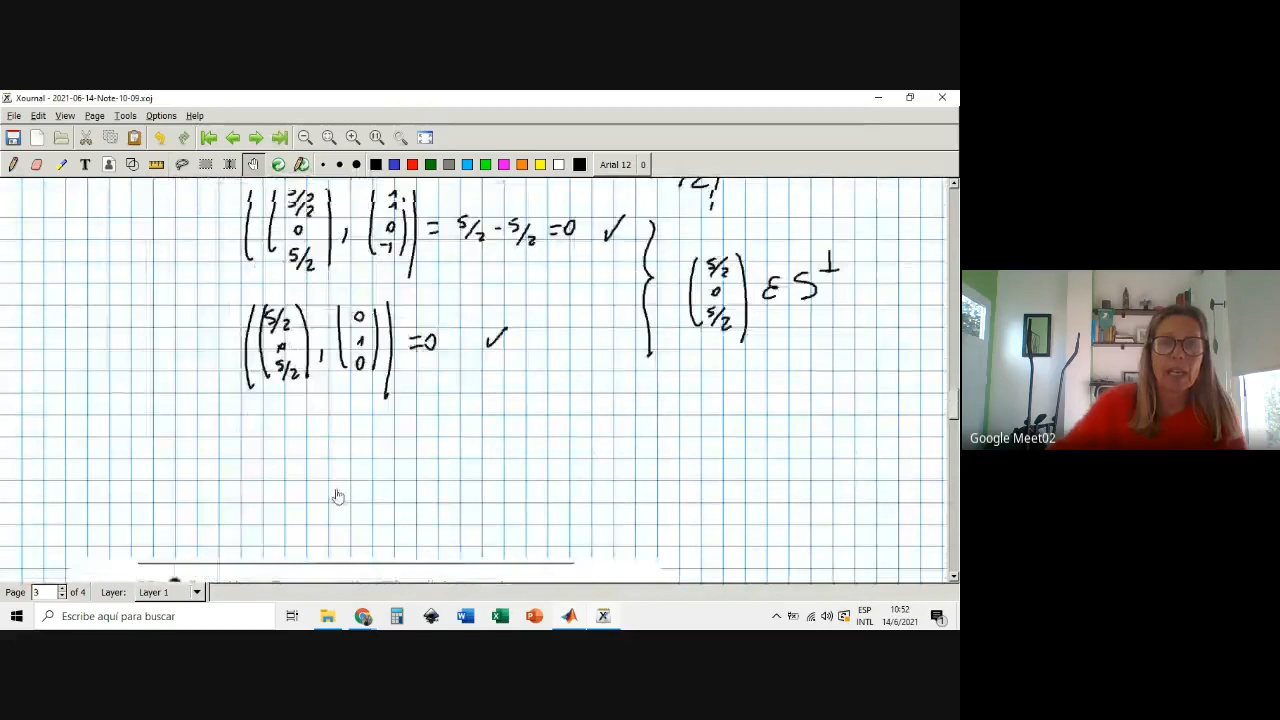 Xournal - 2021-06-14-Note-10-09.xoj
File Edit View Page Tools Options Help
Arial 12 0
5/2
0
5/2
,
1
0
-1
= 5/2 - 5/2 = 0 ✓
( ( 5/2 0 5/2 ) , ( 0 1 0 ) ) = 0 ✓
( 5/2 0 5/2 ) ε S⊥
Google Meet02
Page 3 of 4 Layer: Layer 1
Escribe aquí para buscar
ESP
INTL
10:52
14/6/2021
1